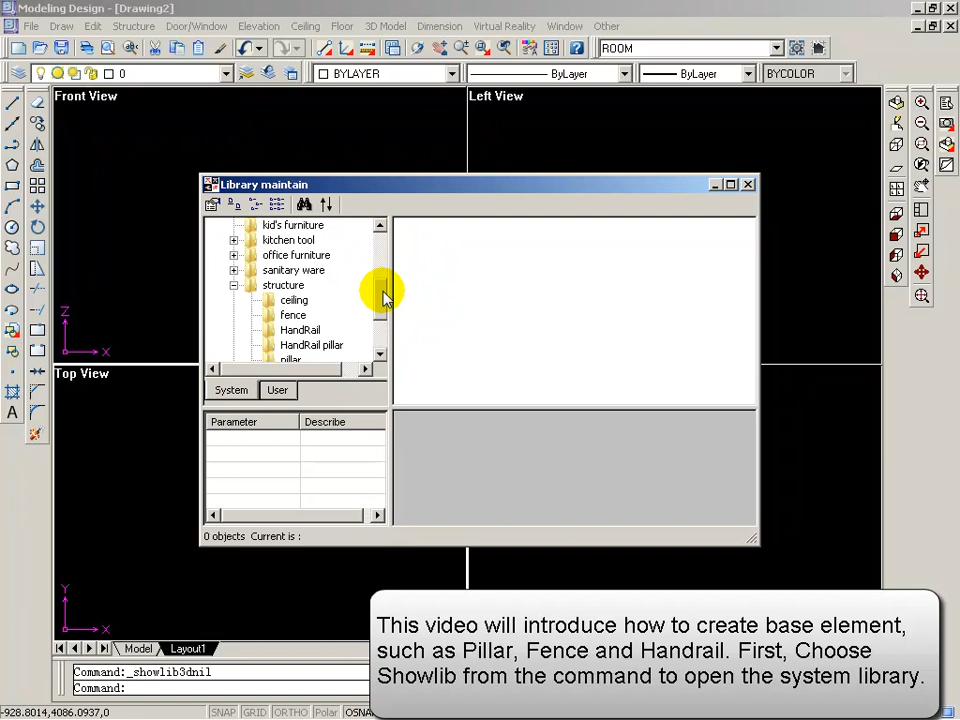 Modeling Design - [Drawing2]
File Draw Edit Structure Door/Window Elevation Ceiling Floor 3D Model Dimension Virtual Reality Window Other
ROOM
0 BYLAYER ByLayer ByLayer BYCOLOR
Front View
Left View
Library maintain
kid's furniture
kitchen tool
office furniture
sanitary ware
structure
ceiling
fence
HandRail
HandRail pillar
pillar
System User
Parameter Describe
0 objects Current is :
Z
X
Top View
Y
X
A
Model Layout1
Command:_showlib3dnil
Command:
-928.8014,4086.0937,0 SNAP GRID ORTHO Polar OSNA
This video will introduce how to create base element,
such as Pillar, Fence and Handrail. First, Choose
Showlib from the command to open the system library.